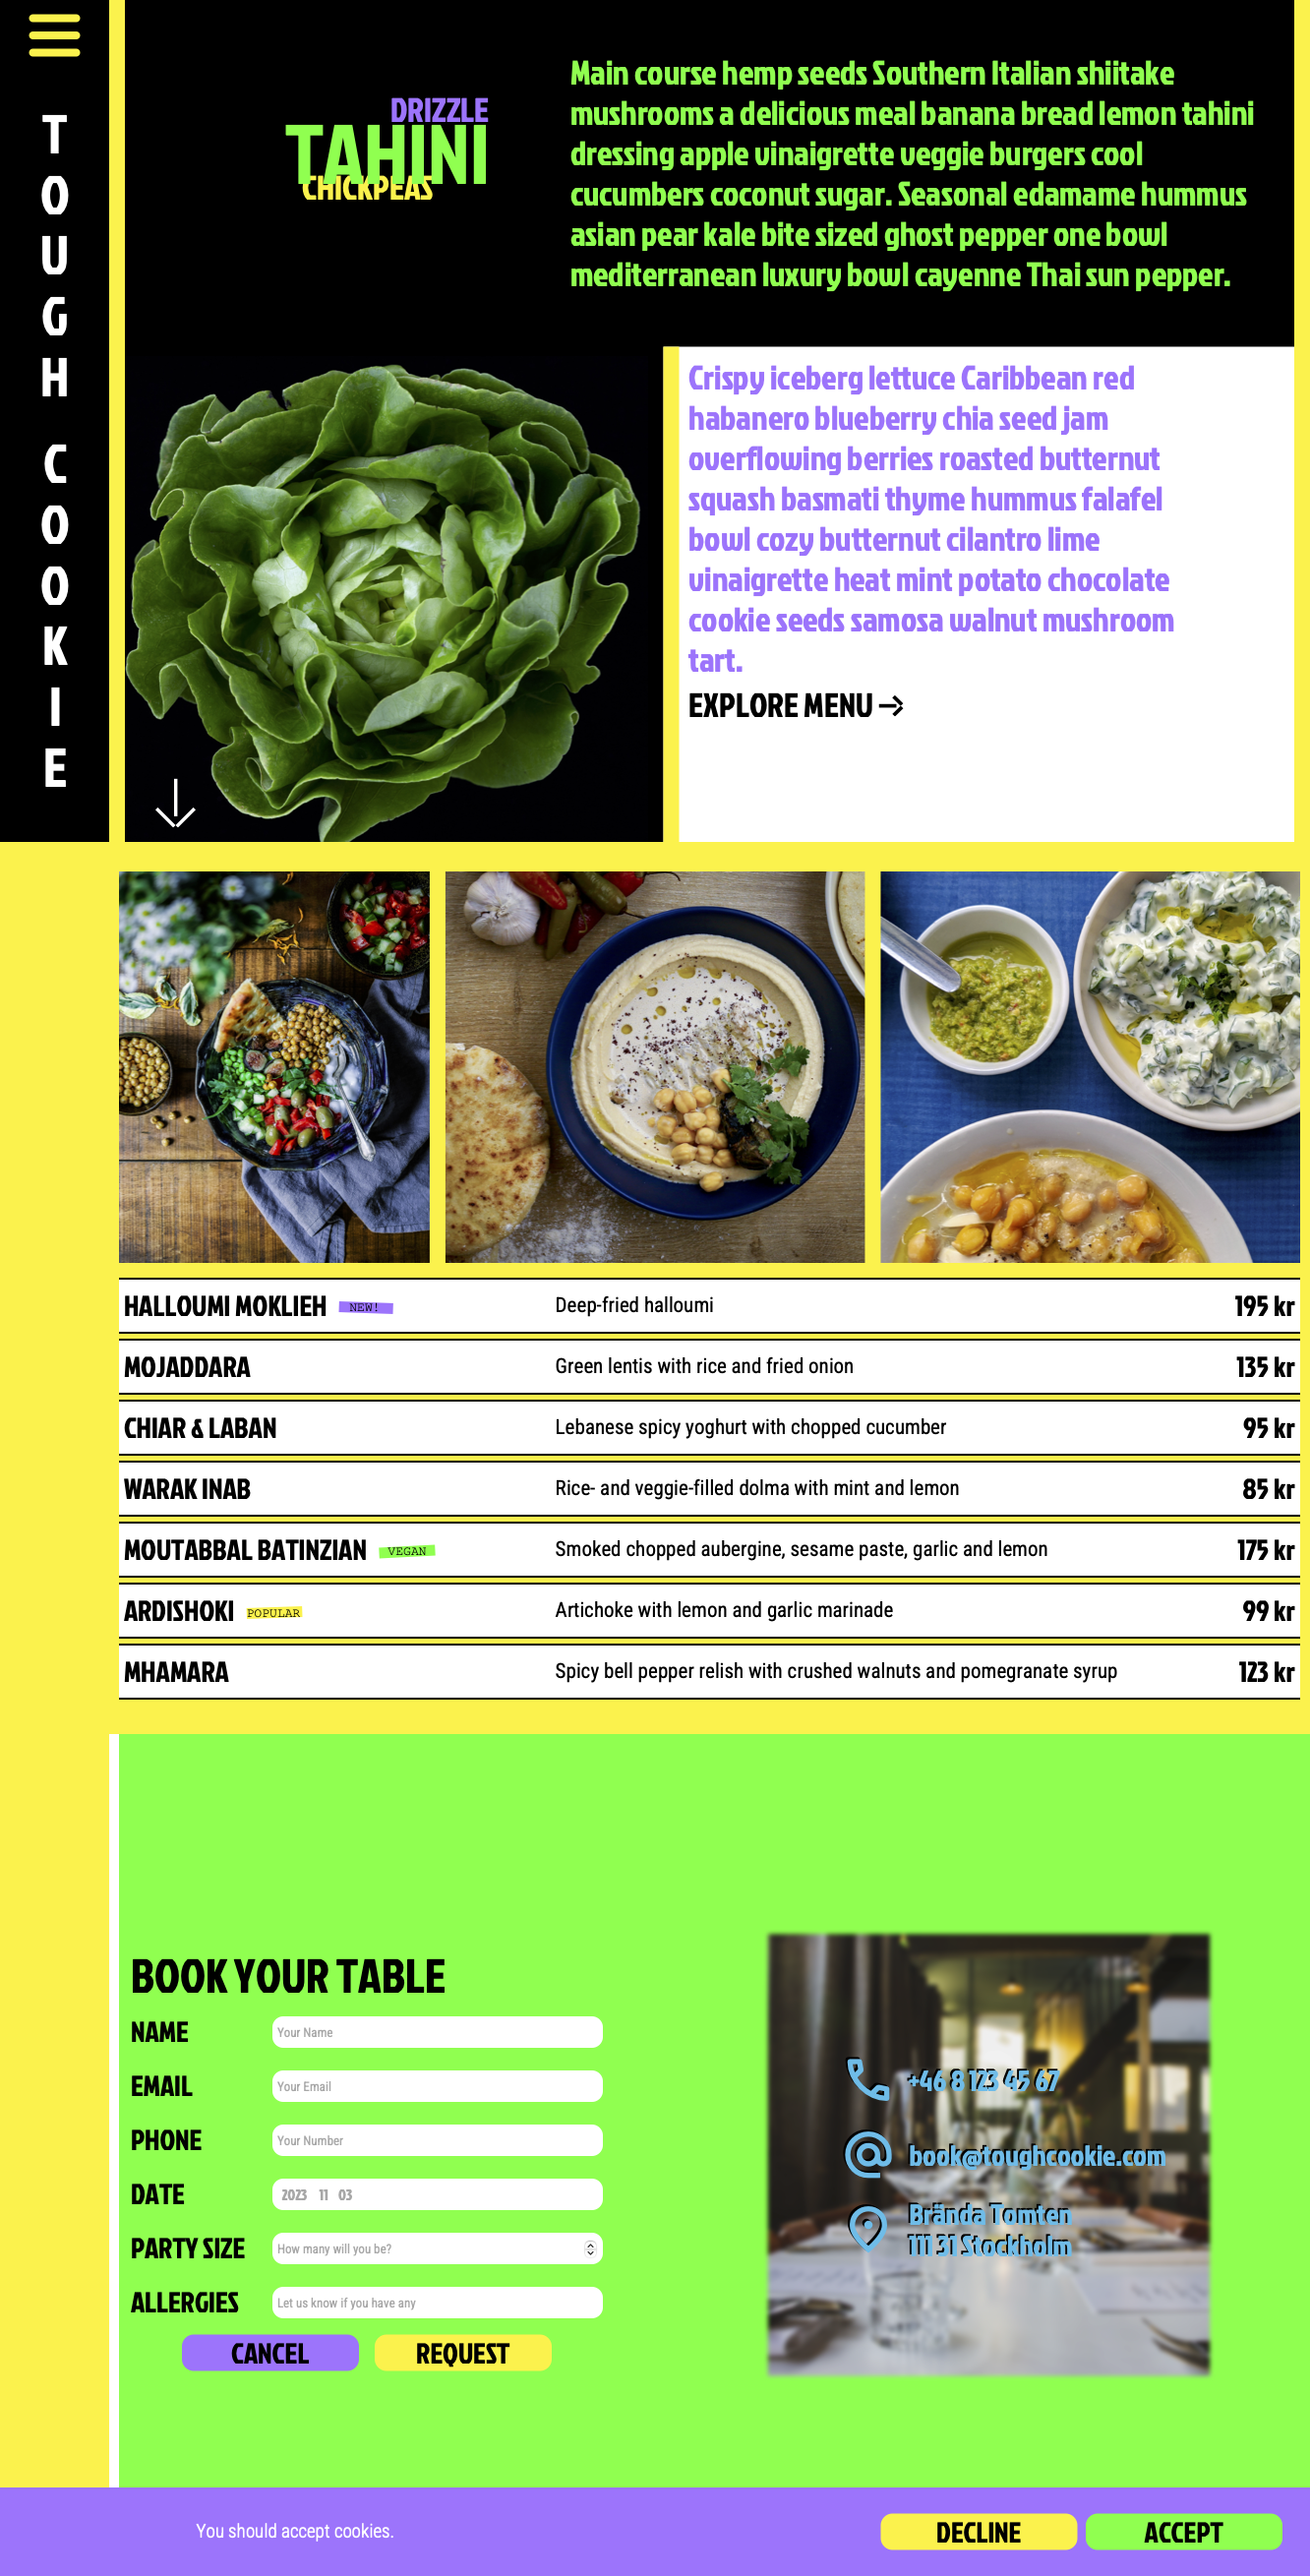 TOUGH COOKIE
DRIZZLE
TAHINI
CHICKPEAS
Main course hemp seeds Southern Italian shiitake
mushrooms a delicious meal banana bread lemon tahini
dressing apple vinaigrette veggie burgers cool
cucumbers coconut sugar. Seasonal edamame hummus
asian pear kale bite sized ghost pepper one bowl
mediterranean luxury bowl cayenne Thai sun pepper.
Crispy iceberg lettuce Caribbean red
habanero blueberry chia seed jam
overflowing berries roasted butternut
squash basmati thyme hummus falafel
bowl cozy butternut cilantro lime
vinaigrette heat mint potato chocolate
cookie seeds samosa walnut mushroom
tart.
EXPLORE MENU →
HALLOUMI MOKLIEH NEW! Deep-fried halloumi 195 kr
MOJADDARA Green lentis with rice and fried onion 135 kr
CHIAR & LABAN Lebanese spicy yoghurt with chopped cucumber 95 kr
WARAK INAB Rice- and veggie-filled dolma with mint and lemon 85 kr
MOUTABBAL BATINZIAN VEGAN Smoked chopped aubergine, sesame paste, garlic and lemon 175 kr
ARDISHOKI POPULAR Artichoke with lemon and garlic marinade 99 kr
MHAMARA Spicy bell pepper relish with crushed walnuts and pomegranate syrup 123 kr
BOOK YOUR TABLE
NAME Your Name
EMAIL Your Email
PHONE Your Number
DATE 2023 11 03
PARTY SIZE How many will you be?
ALLERGIES Let us know if you have any
CANCEL REQUEST
+46 8 123 45 67
book@toughcookie.com
Brända Tomten
111 31 Stockholm
You should accept cookies. DECLINE ACCEPT